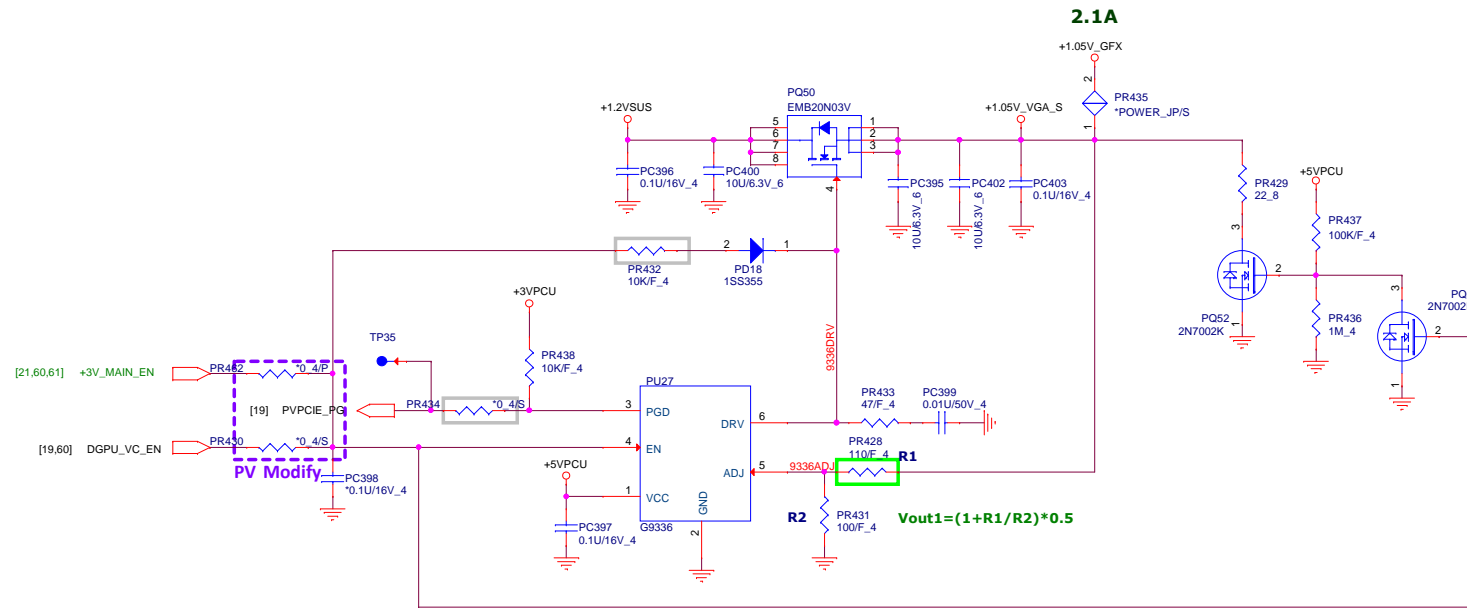 2.1A
+1.05V_GFX
2
PR435
*POWER_JP/S
1
PQ50
EMB20N03V
+1.2VSUS
+1.05V_VGA_S
5
6
7
8
1
2
3
4
PC396
0.1U/16V_4
PC400
10U/6.3V_6
PC395
10U/6.3V_6
PC402
10U/6.3V_6
PC403
0.1U/16V_4
PR429
22_8
+5VPCU
PR437
100K/F_4
3
2
1
PQ52
2N7002K
PR436
1M_4
3
PQ
2N7002
2
1
PR432
10K/F_4
2
1
PD18
1SS355
+3VPCU
TP35
PR438
10K/F_4
9336DRV
[21,60,61] +3V_MAIN_EN
PR462
*0_4/P
[19] PVPCIE_PG
PR434
*0_4/S
[19,60] DGPU_VC_EN
PR430
*0_4/S
PV Modify
PC398
*0.1U/16V_4
+5VPCU
PC397
0.1U/16V_4
PU27
3
PGD
4
EN
1
VCC
GND
2
DRV
6
ADJ
5
G9336
PR433
47/F_4
PC399
0.01U/50V_4
PR428
110/F_4
R1
9336ADJ
R2
PR431
100/F_4
Vout1=(1+R1/R2)*0.5